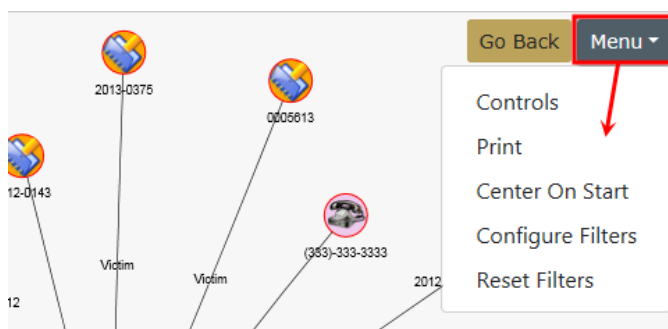 Go Back
Menu
Controls
Print
Center On Start
Configure Filters
Reset Filters
2013-0375
0005613
12-0143
(333)-333-3333
Victim
Victim
2012
12